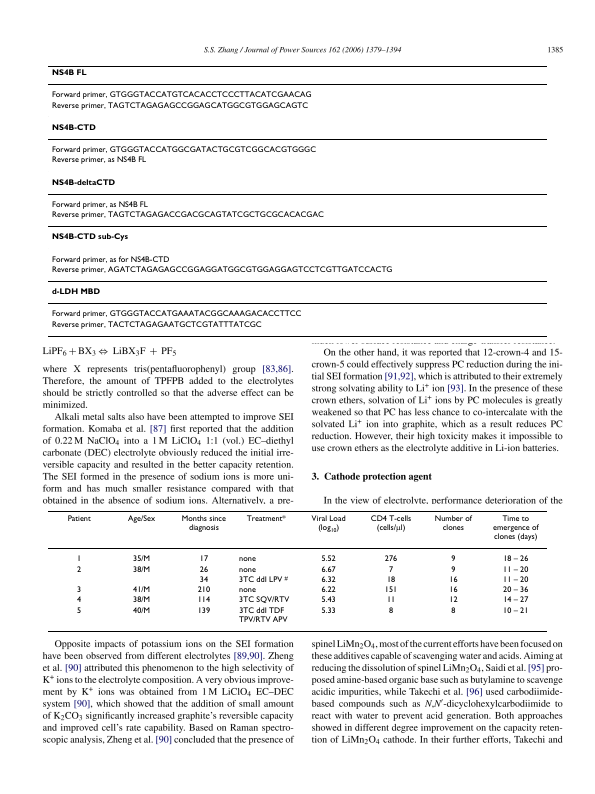 S.S. Zhang / Journal of Power Sources 162 (2006) 1379–1394
1385
NS4B FL
Forward primer, GTGGGTACCATGTCACACCTCCCTTACATCGAACAG
Reverse primer, TAGTCTAGAGAGCCGGAGCATGGCGTGGAGCAGTC
NS4B-CTD
Forward primer, GTGGGTACCATGGCGATACTGCGTCGGCACGTGGGC
Reverse primer, as NS4B FL
NS4B-deltaCTD
Forward primer, as NS4B FL
Reverse primer, TAGTCTAGAGACCGACGCAGTATCGCTGCGCACACGAC
NS4B-CTD sub-Cys
Forward primer, as for NS4B-CTD
Reverse primer, AGATCTAGAGAGCCGGAGGATGGCGTGGAGGAGTCCTCGTTGATCCACTG
d-LDH MBD
Forward primer, GTGGGTACCATGAAATACGGCAAAGACACCTTCC
Reverse primer, TACTCTAGAGAATGCTCGTATTTATCGC
LiPF6 + BX3 ⇔ LiBX3F + PF5
where X represents tris(pentafluorophenyl) group [83,86].
Therefore, the amount of TPFPB added to the electrolytes
should be strictly controlled so that the adverse effect can be
minimized.
Alkali metal salts also have been attempted to improve SEI
formation. Komaba et al. [87] first reported that the addition
of 0.22 M NaClO4 into a 1 M LiClO4 1:1 (vol.) EC–diethyl
carbonate (DEC) electrolyte obviously reduced the initial irre-
versible capacity and resulted in the better capacity retention.
The SEI formed in the presence of sodium ions is more uni-
form and has much smaller resistance compared with that
obtained in the absence of sodium ions. Alternatively, a pre-
On the other hand, it was reported that 12-crown-4 and 15-
crown-5 could effectively suppress PC reduction during the ini-
tial SEI formation [91,92], which is attributed to their extremely
strong solvating ability to Li+ ion [93]. In the presence of these
crown ethers, solvation of Li+ ions by PC molecules is greatly
weakened so that PC has less chance to co-intercalate with the
solvated Li+ ion into graphite, which as a result reduces PC
reduction. However, their high toxicity makes it impossible to
use crown ethers as the electrolyte additive in Li-ion batteries.
3. Cathode protection agent
In the view of electrolyte, performance deterioration of the
Patient Age/Sex Months since Treatment* Viral Load CD4 T-cells Number of Time to
diagnosis (log10) (cells/μl) clones emergence of
clones (days)
1 35/M 17 none 5.52 276 9 18 – 26
2 38/M 26 none 6.67 7 9 11 – 20
34 3TC ddI LPV # 6.32 18 16 11 – 20
3 41/M 210 none 6.22 151 16 20 – 36
4 38/M 114 3TC SQV/RTV 5.43 11 12 14 – 27
5 40/M 139 3TC ddI TDF 5.33 8 8 10 – 21
TPV/RTV APV
Opposite impacts of potassium ions on the SEI formation
have been observed from different electrolytes [89,90]. Zheng
et al. [90] attributed this phenomenon to the high selectivity of
K+ ions to the electrolyte composition. A very obvious improve-
ment by K+ ions was obtained from 1 M LiClO4 EC–DEC
system [90], which showed that the addition of small amount
of K2CO3 significantly increased graphite's reversible capacity
and improved cell's rate capability. Based on Raman spectro-
scopic analysis, Zheng et al. [90] concluded that the presence of
spinel LiMn2O4, most of the current efforts have been focused on
these additives capable of scavenging water and acids. Aiming at
reducing the dissolution of spinel LiMn2O4, Saidi et al. [95] pro-
posed amine-based organic base such as butylamine to scavenge
acidic impurities, while Takechi et al. [96] used carbodiimide-
based compounds such as N,N′-dicyclohexylcarbodiimide to
react with water to prevent acid generation. Both approaches
showed in different degree improvement on the capacity reten-
tion of LiMn2O4 cathode. In their further efforts, Takechi and